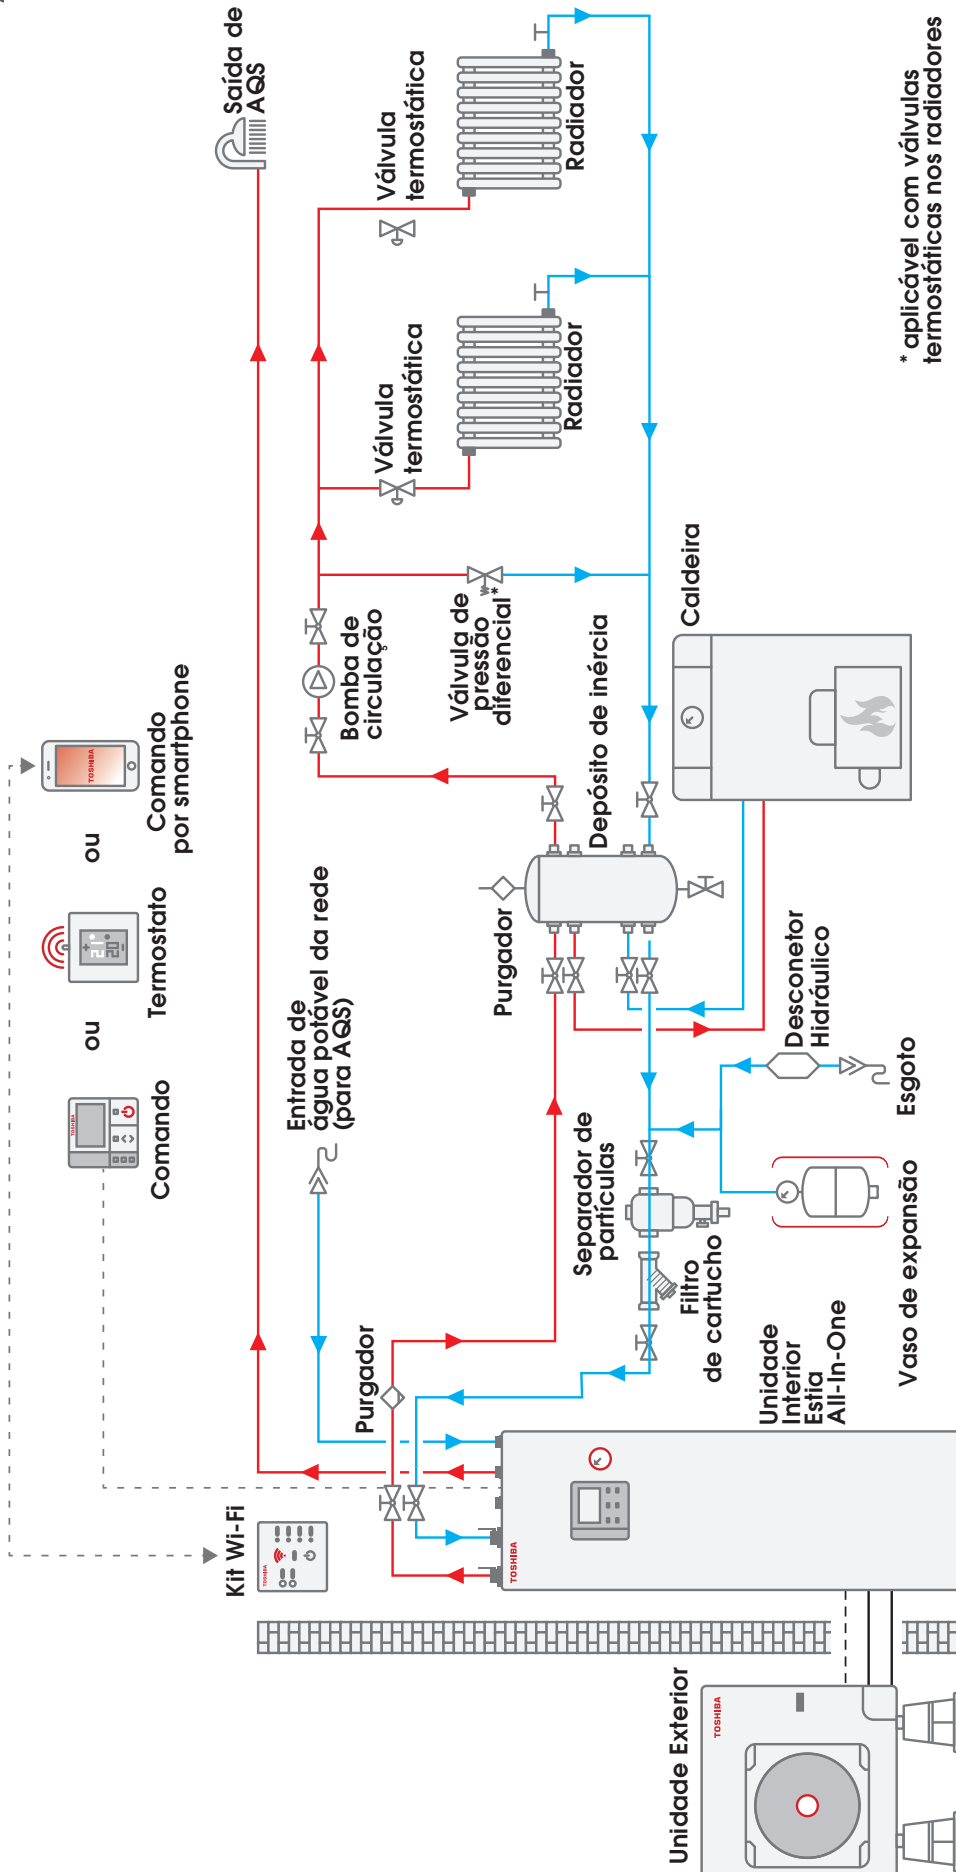 Saída de
AQS
Válvula
termostática
Radiador
Válvula
termostática
Radiador
* aplicável com válvulas
termostáticas nos radiadores
Bomba de
circulação
Válvula de
pressão
diferencial*
Caldeira
Depósito de inércia
Purgador
TOSHIBA
Comando
por smartphone
ou
Termostato
ou
TOSHIBA
Comando
Entrada de
água potável da rede
(para AQS)
Desconetor
Hidráulico
Esgoto
Separador de
partículas
Filtro
de cartucho
Vaso de expansão
Purgador
Unidade
Interior
Estia
All-In-One
TOSHIBA
Kit Wi-Fi
TOSHIBA
Unidade Exterior
TOSHIBA